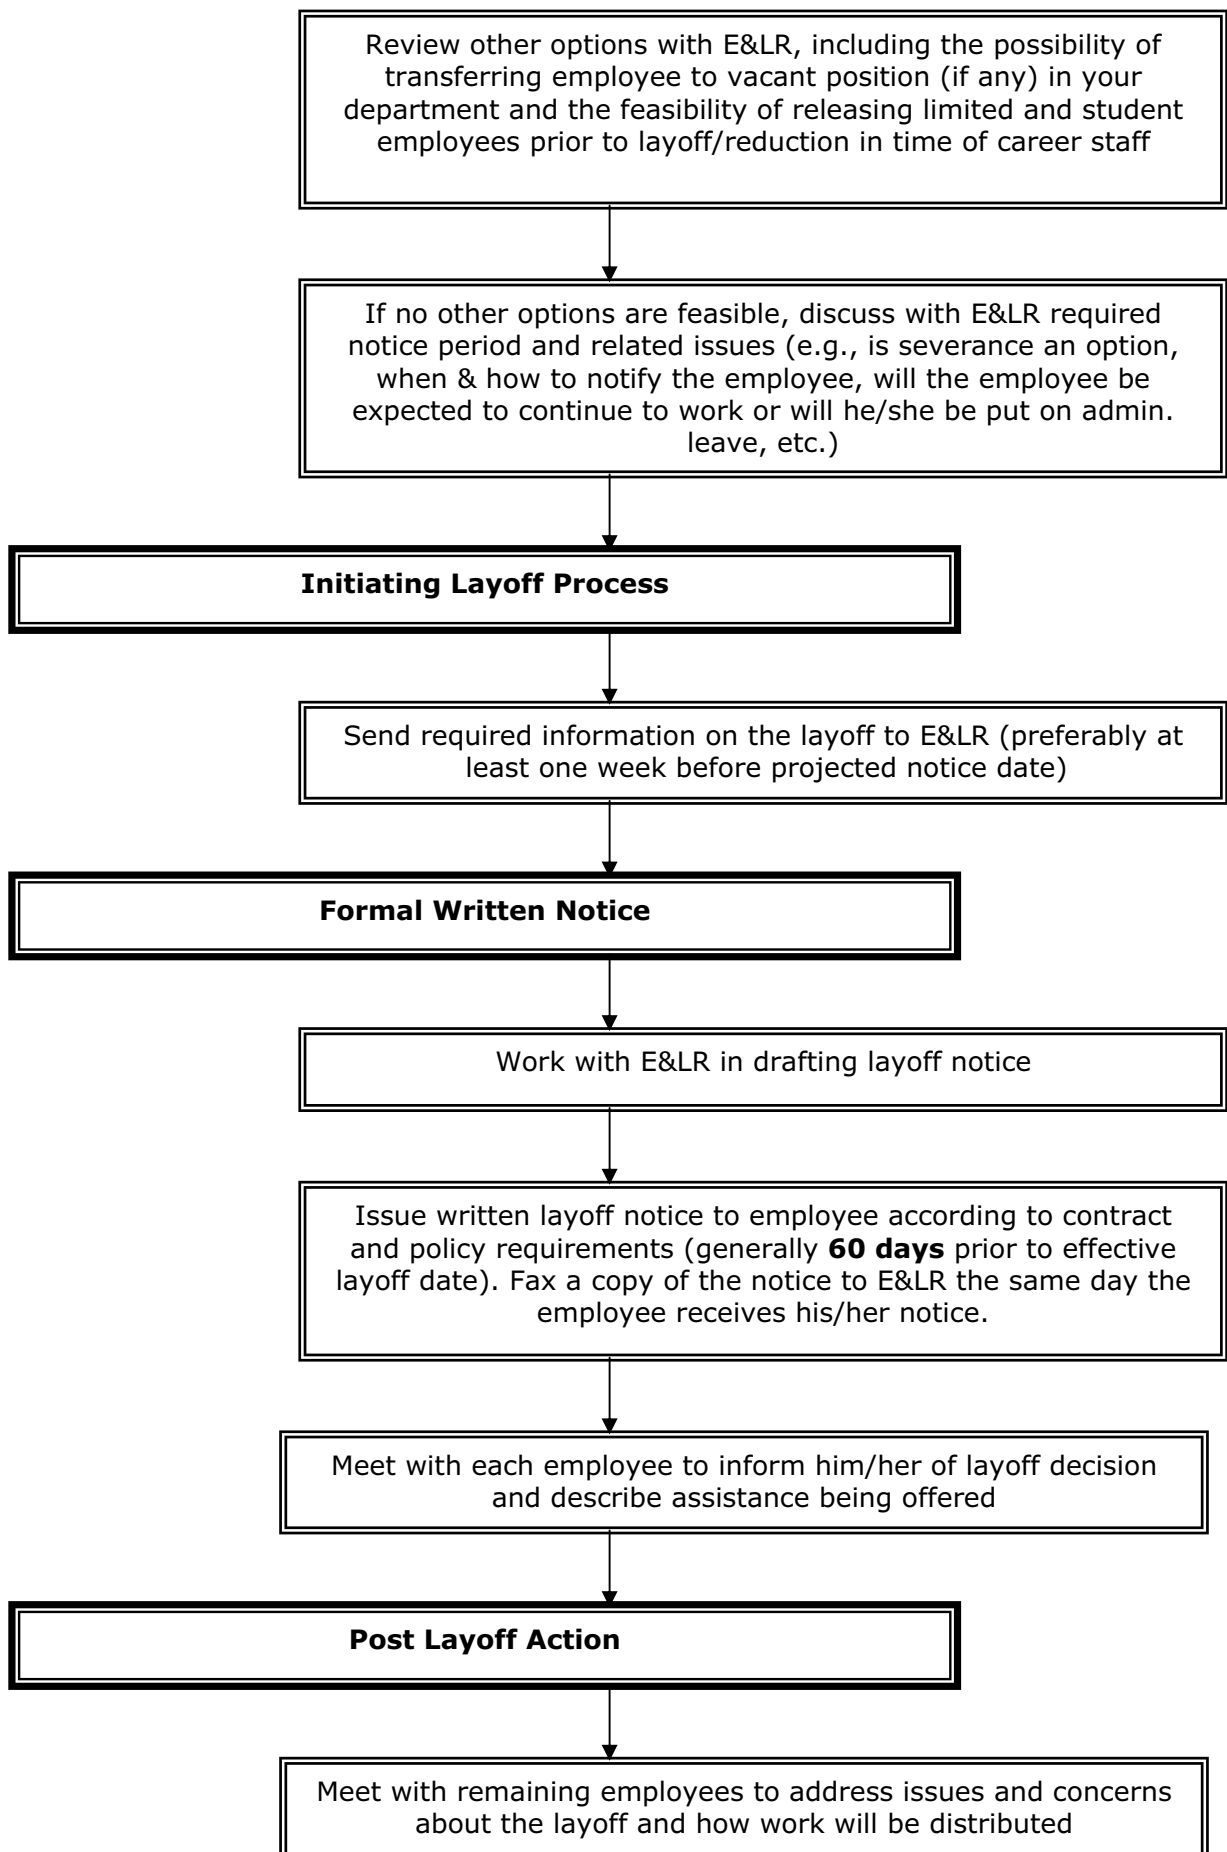 Review other options with E&LR, including the possibility of
transferring employee to vacant position (if any) in your
department and the feasibility of releasing limited and student
employees prior to layoff/reduction in time of career staff
If no other options are feasible, discuss with E&LR required
notice period and related issues (e.g., is severance an option,
when & how to notify the employee, will the employee be
expected to continue to work or will he/she be put on admin.
leave, etc.)
Initiating Layoff Process
Send required information on the layoff to E&LR (preferably at
least one week before projected notice date)
Formal Written Notice
Work with E&LR in drafting layoff notice
Issue written layoff notice to employee according to contract
and policy requirements (generally 60 days prior to effective
layoff date). Fax a copy of the notice to E&LR the same day the
employee receives his/her notice.
Meet with each employee to inform him/her of layoff decision
and describe assistance being offered
Post Layoff Action
Meet with remaining employees to address issues and concerns
about the layoff and how work will be distributed